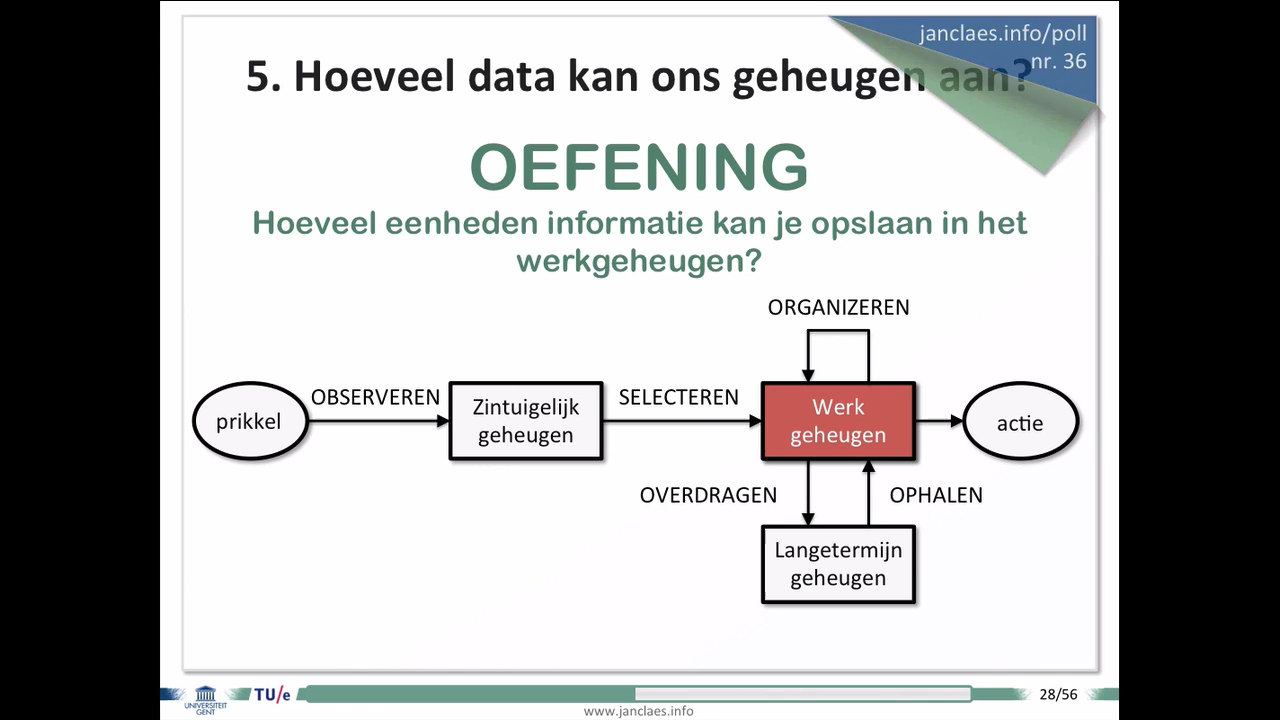 janclaes.info/poll
nr. 36
5. Hoeveel data kan ons geheugen aan?
OEFENING
Hoeveel eenheden informatie kan je opslaan in het
werkgeheugen?
ORGANIZEREN
OBSERVEREN
SELECTEREN
prikkel
Zintuigelijk
geheugen
Werk
geheugen
actie
OVERDRAGEN
OPHALEN
Langetermijn
geheugen
UNIVERSITEIT
GENT
TU/e
28/56
www.janclaes.info